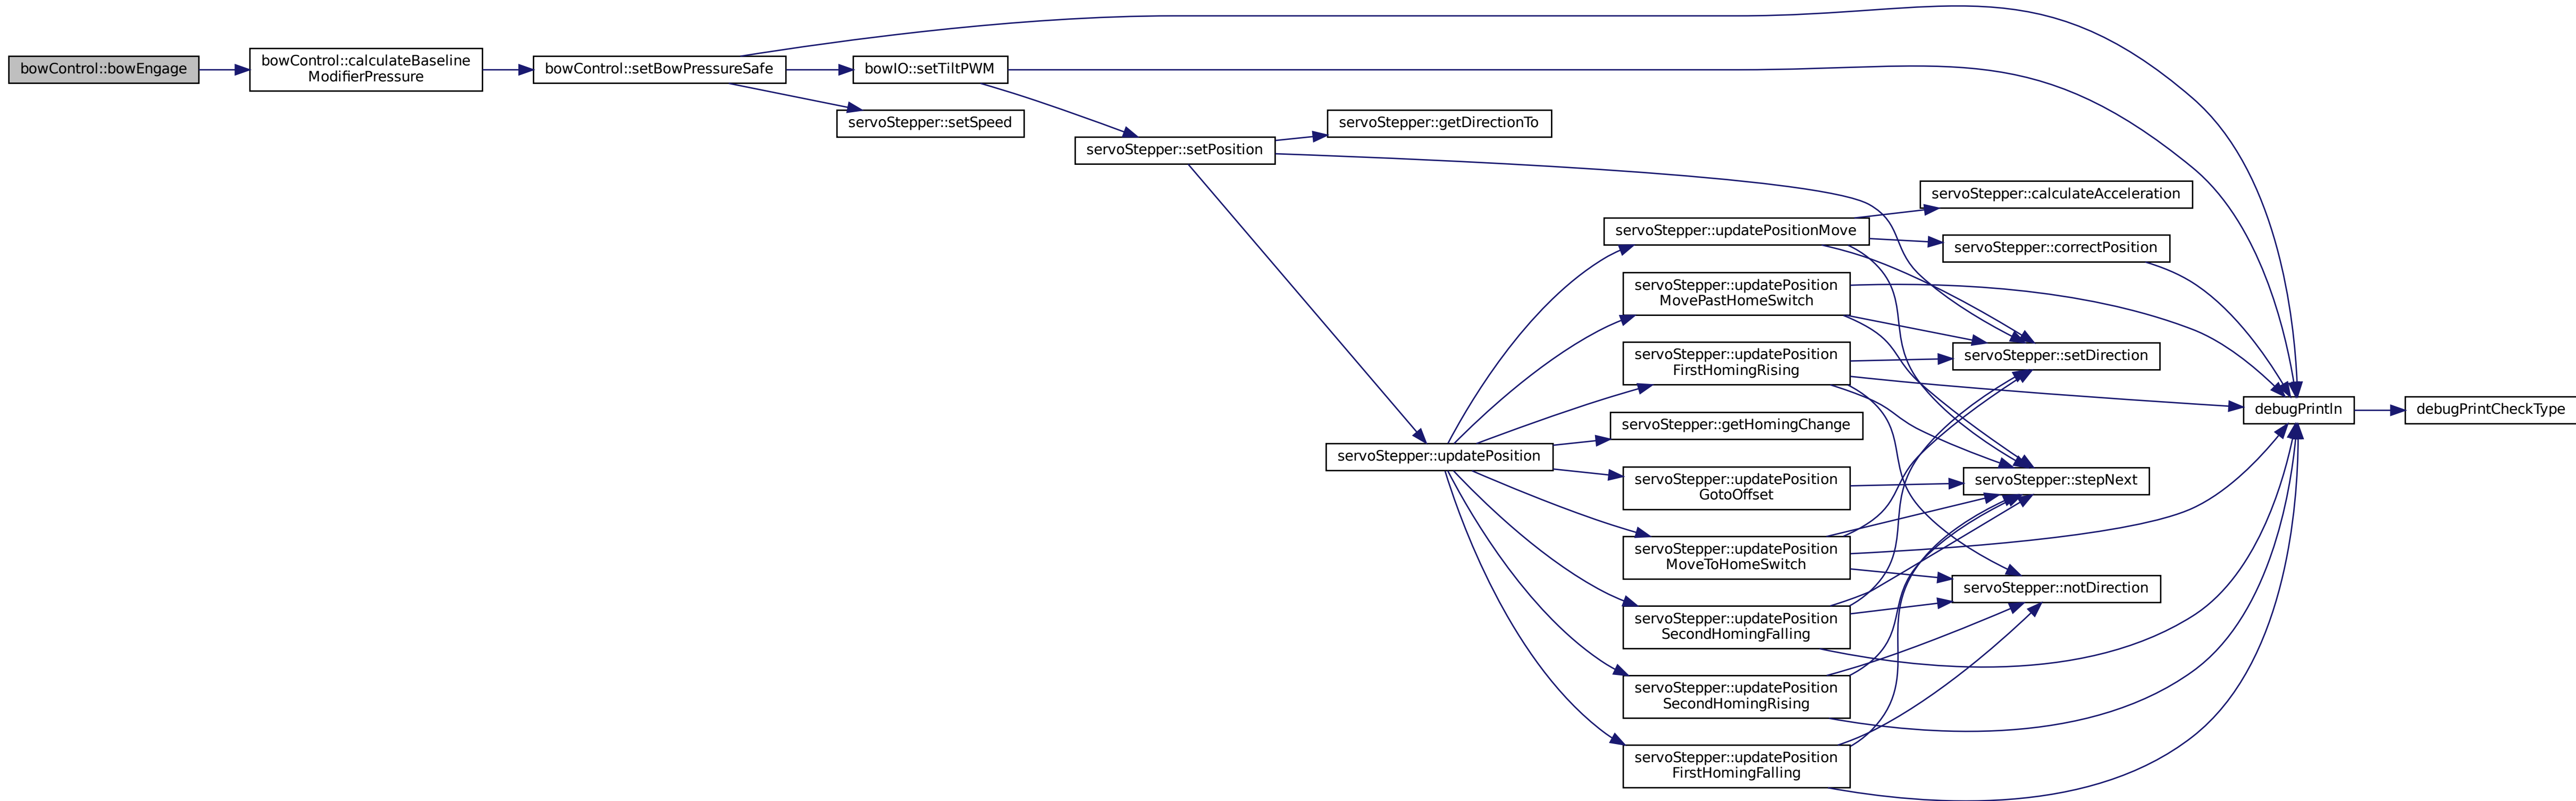 bowControl::bowEngage
bowControl::calculateBaseline
ModifierPressure
bowControl::setBowPressureSafe
bowIO::setTiltPWM
servoStepper::setSpeed
servoStepper::setPosition
servoStepper::getDirectionTo
servoStepper::updatePosition
servoStepper::updatePositionMove
servoStepper::updatePosition
MovePastHomeSwitch
servoStepper::updatePosition
FirstHomingRising
servoStepper::getHomingChange
servoStepper::updatePosition
GotoOffset
servoStepper::updatePosition
MoveToHomeSwitch
servoStepper::updatePosition
SecondHomingFalling
servoStepper::updatePosition
SecondHomingRising
servoStepper::updatePosition
FirstHomingFalling
servoStepper::calculateAcceleration
servoStepper::correctPosition
servoStepper::setDirection
servoStepper::stepNext
servoStepper::notDirection
debugPrintln
debugPrintCheckType